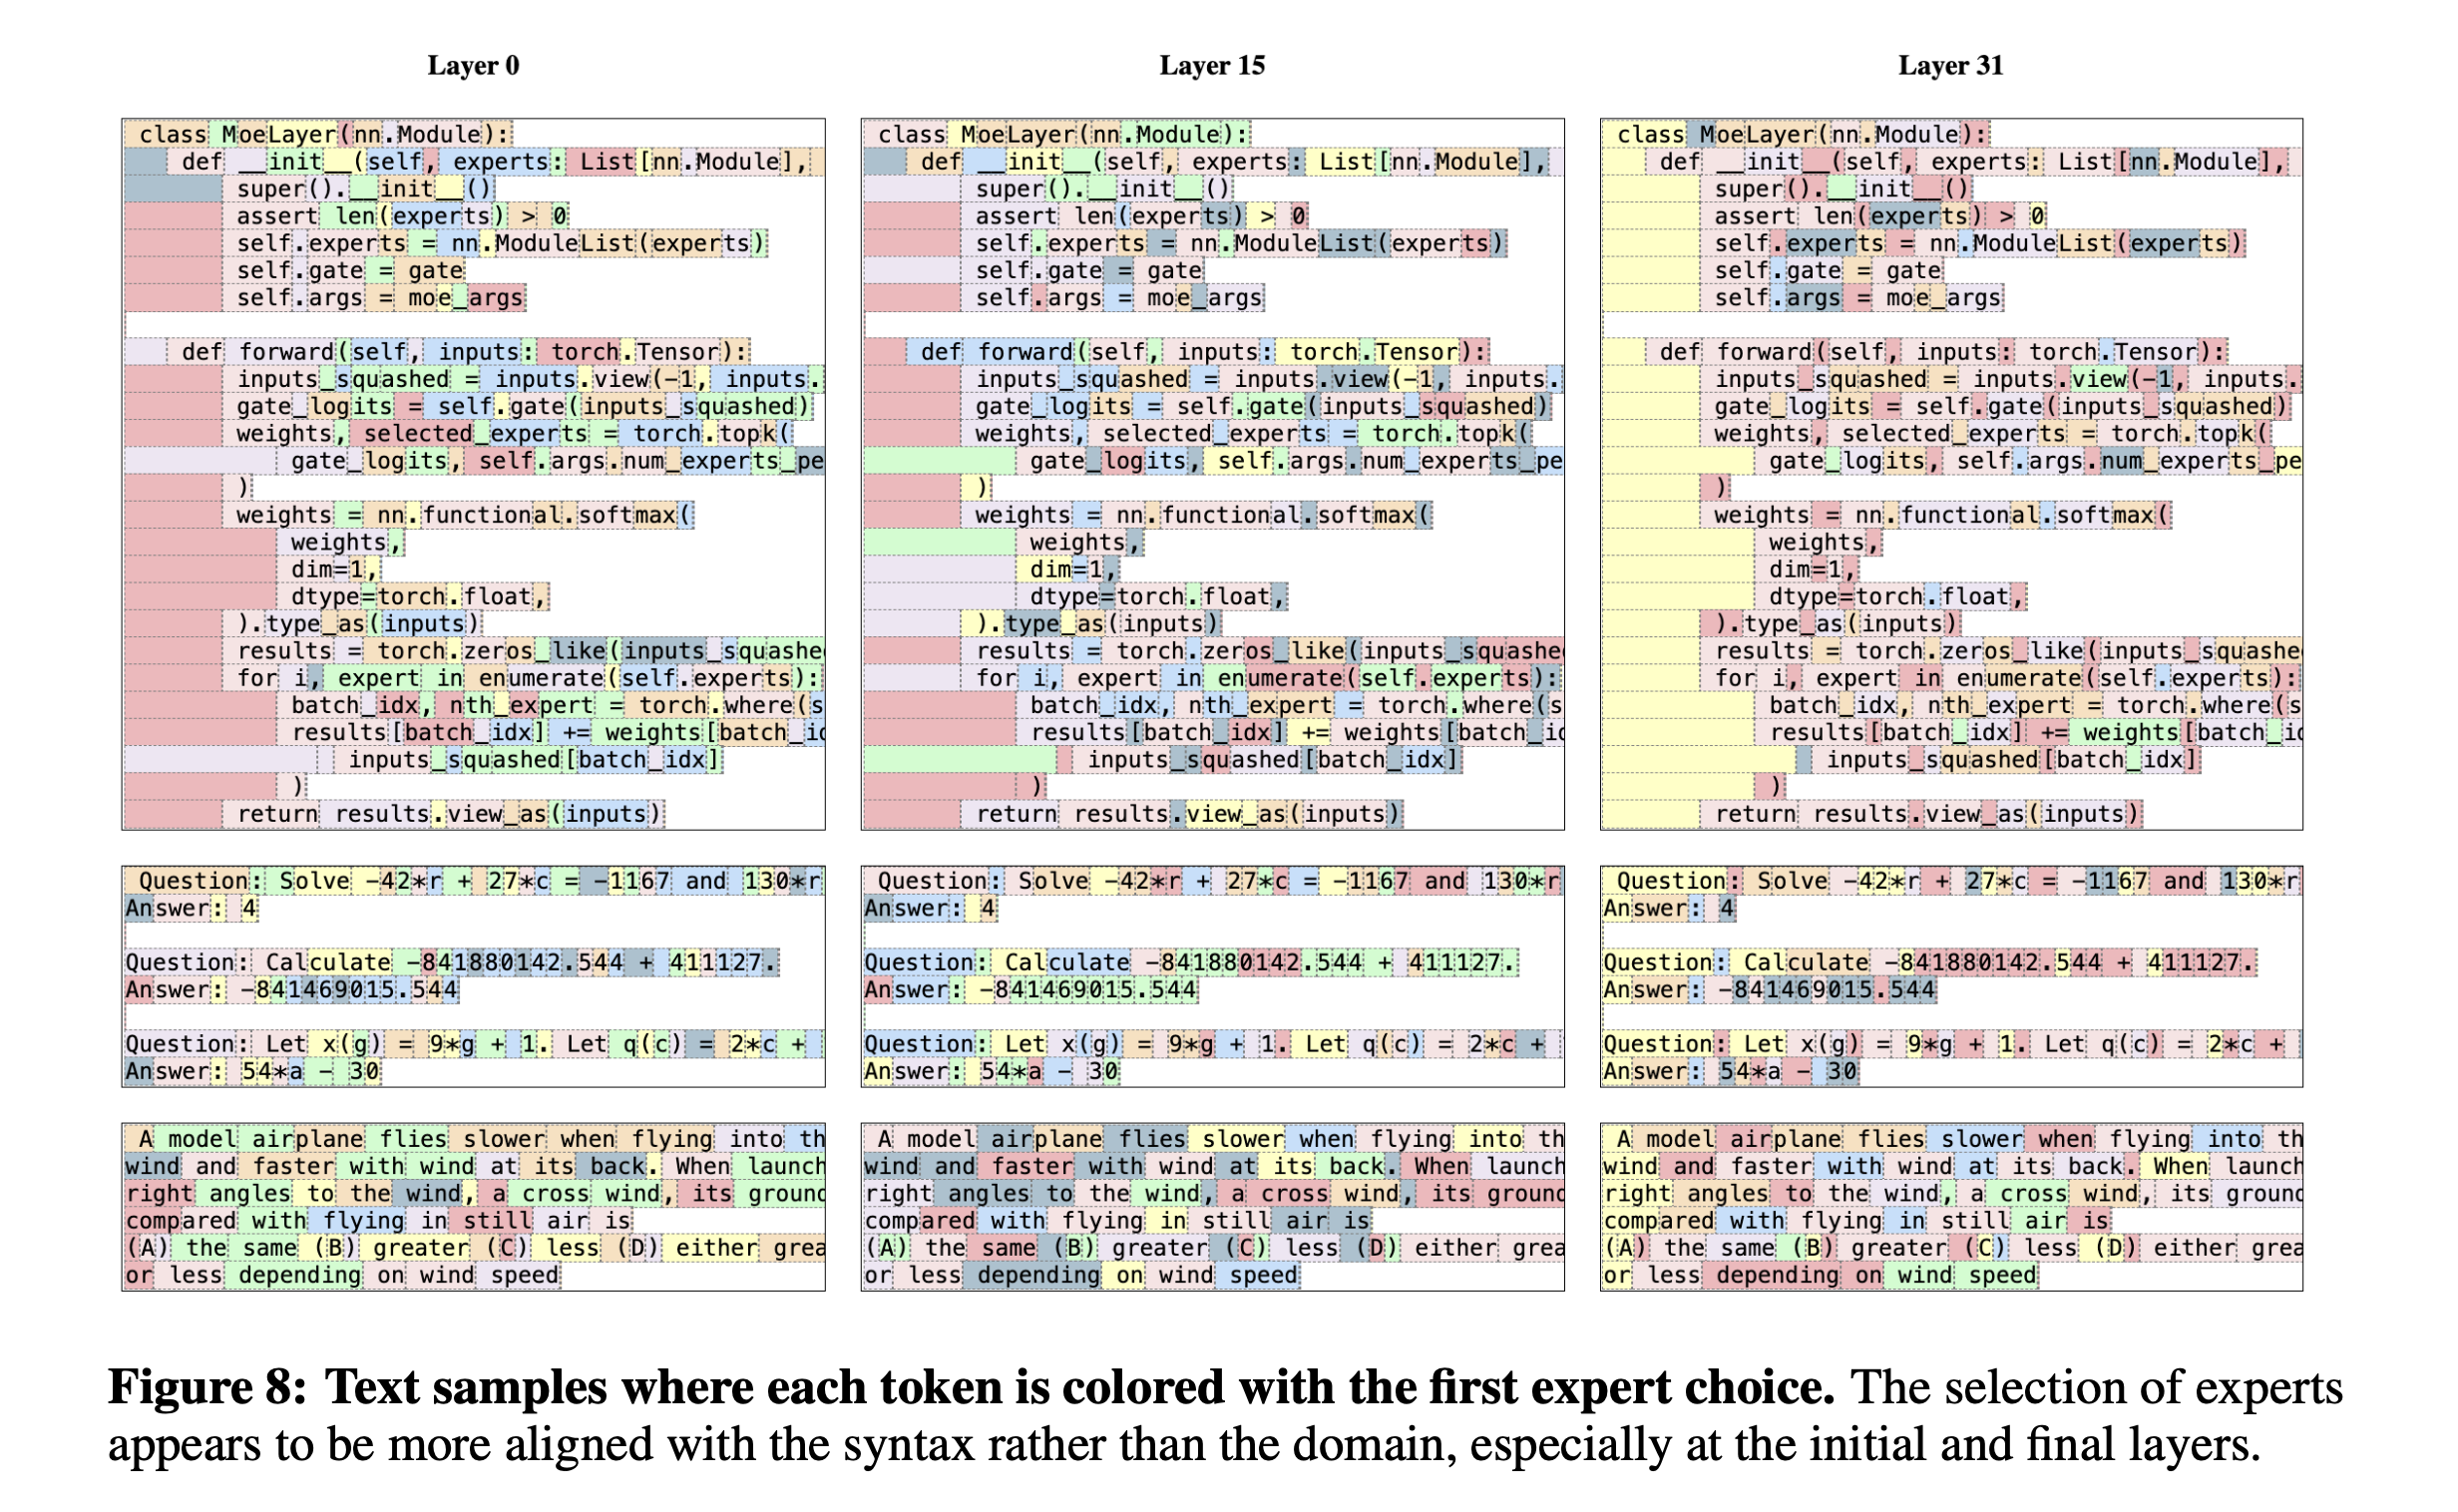 Layer 0
class MoeLayer(nn.Module):
def __init__(self, experts: List[nn.Module],
super().__init__()
assert len(experts) > 0
self.experts = nn.ModuleList(experts)
self.gate = gate
self.args = moe_args
def forward(self, inputs: torch.Tensor):
inputs_squashed = inputs.view(-1, inputs.
gate_logits = self.gate(inputs_squashed)
weights, selected_experts = torch.topk(
gate_logits, self.args.num_experts_pe
)
weights = nn.functional.softmax(
weights,
dim=1,
dtype=torch.float,
).type_as(inputs)
results = torch.zeros_like(inputs_squashe
for i, expert in enumerate(self.experts):
batch_idx, nth_expert = torch.where(s
results[batch_idx] += weights[batch_id
inputs_squashed[batch_idx]
)
return results.view_as(inputs)
Question: Solve -42*r + 27*c = -1167 and 130*r
Answer: 4
Question: Calculate -841880142.544 + 411127.
Answer: -841469015.544
Question: Let x(g) = 9*g + 1. Let q(c) = 2*c +
Answer: 54*a - 30
A model airplane flies slower when flying into th
wind and faster with wind at its back. When launch
right angles to the wind, a cross wind, its ground
compared with flying in still air is
(A) the same (B) greater (C) less (D) either grea
or less depending on wind speed
Layer 15
class MoeLayer(nn.Module):
def __init__(self, experts: List[nn.Module],
super().__init__()
assert len(experts) > 0
self.experts = nn.ModuleList(experts)
self.gate = gate
self.args = moe_args
def forward(self, inputs: torch.Tensor):
inputs_squashed = inputs.view(-1, inputs.
gate_logits = self.gate(inputs_squashed)
weights, selected_experts = torch.topk(
gate_logits, self.args.num_experts_pe
)
weights = nn.functional.softmax(
weights,
dim=1,
dtype=torch.float,
).type_as(inputs)
results = torch.zeros_like(inputs_squashe
for i, expert in enumerate(self.experts):
batch_idx, nth_expert = torch.where(s
results[batch_idx] += weights[batch_id
inputs_squashed[batch_idx]
)
return results.view_as(inputs)
Question: Solve -42*r + 27*c = -1167 and 130*r
Answer: 4
Question: Calculate -841880142.544 + 411127.
Answer: -841469015.544
Question: Let x(g) = 9*g + 1. Let q(c) = 2*c +
Answer: 54*a - 30
A model airplane flies slower when flying into th
wind and faster with wind at its back. When launch
right angles to the wind, a cross wind, its ground
compared with flying in still air is
(A) the same (B) greater (C) less (D) either grea
or less depending on wind speed
Layer 31
class MoeLayer(nn.Module):
def __init__(self, experts: List[nn.Module],
super().__init__()
assert len(experts) > 0
self.experts = nn.ModuleList(experts)
self.gate = gate
self.args = moe_args
def forward(self, inputs: torch.Tensor):
inputs_squashed = inputs.view(-1, inputs.
gate_logits = self.gate(inputs_squashed)
weights, selected_experts = torch.topk(
gate_logits, self.args.num_experts_pe
)
weights = nn.functional.softmax(
weights,
dim=1,
dtype=torch.float,
).type_as(inputs)
results = torch.zeros_like(inputs_squashe
for i, expert in enumerate(self.experts):
batch_idx, nth_expert = torch.where(s
results[batch_idx] += weights[batch_id
inputs_squashed[batch_idx]
)
return results.view_as(inputs)
Question: Solve -42*r + 27*c = -1167 and 130*r
Answer: 4
Question: Calculate -841880142.544 + 411127.
Answer: -841469015.544
Question: Let x(g) = 9*g + 1. Let q(c) = 2*c +
Answer: 54*a - 30
A model airplane flies slower when flying into th
wind and faster with wind at its back. When launch
right angles to the wind, a cross wind, its ground
compared with flying in still air is
(A) the same (B) greater (C) less (D) either grea
or less depending on wind speed
Figure 8: Text samples where each token is colored with the first expert choice. The selection of experts
appears to be more aligned with the syntax rather than the domain, especially at the initial and final layers.